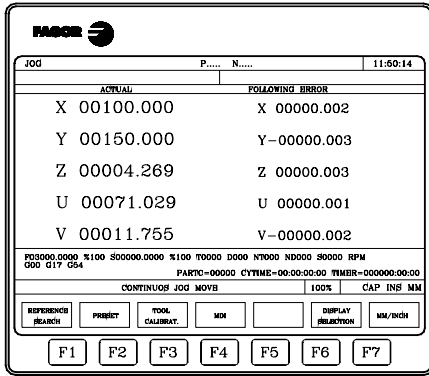 FAGOR
JOG P..... N..... 11:50:14
ACTUAL FOLLOWING ERROR
X 00100.000 X 00000.002
Y 00150.000 Y-00000.003
Z 00004.269 Z 00000.003
U 00071.029 U 00000.001
V 00011.755 V-00000.002
F03000.0000 %100 S00000.0000 %100 T0000 D000 NT000 ND000 S0000 RPM
G00 G17 G54
PARTC=00000 CYTIME=00:00:00:00 TIMER=000000:00:00
CONTINUOS JOG MOVE 100% CAP INS MM
REFERENCE SEARCH PRESET TOOL CALIBRAT. MDI DISPLAY SELECTION MM/INCH
F1 F2 F3 F4 F5 F6 F7